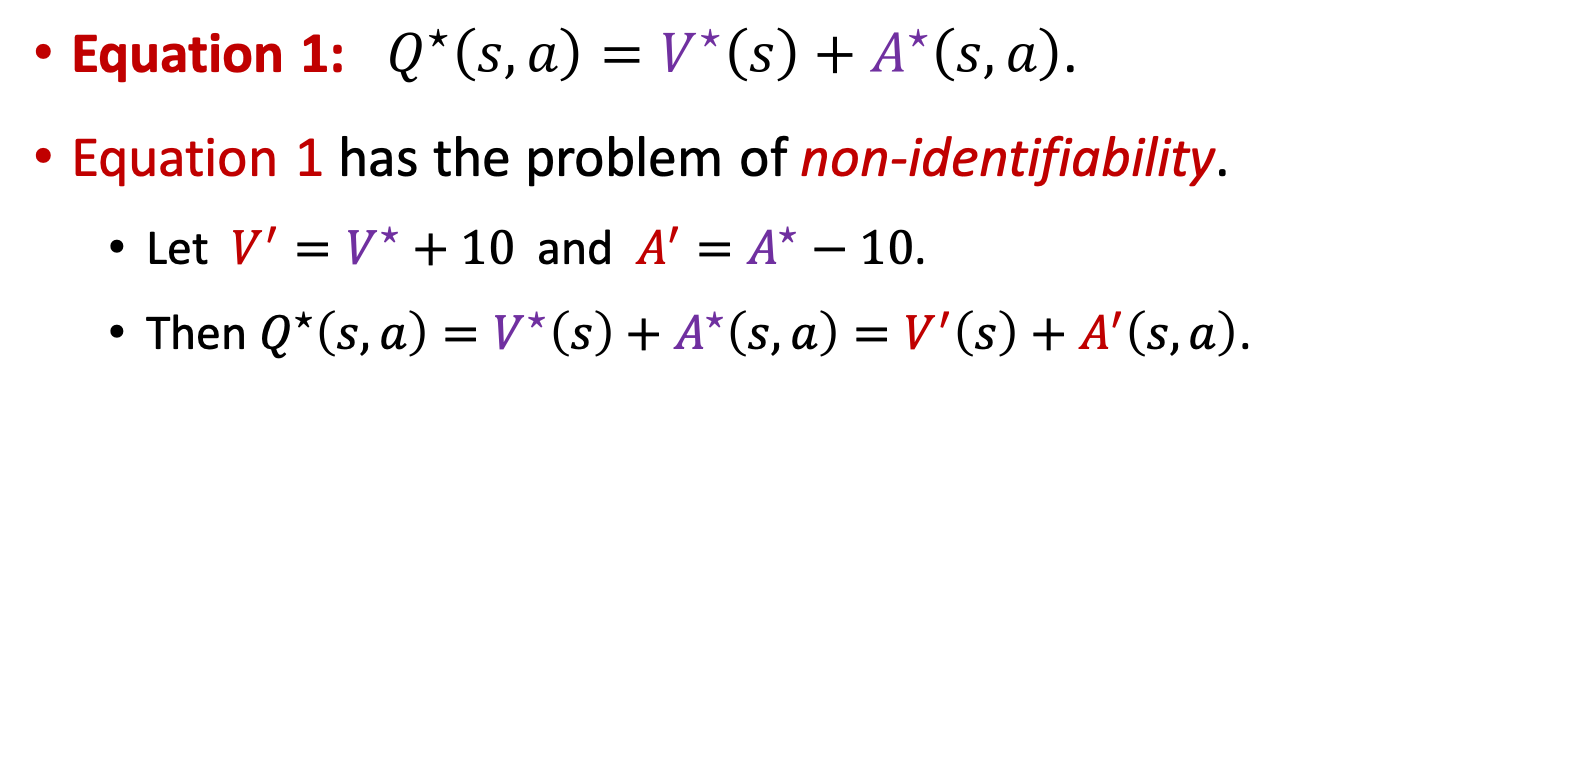 • Equation 1: Q⋆(s, a) = V⋆(s) + A⋆(s, a).
• Equation 1 has the problem of non-identifiability.
• Let V′ = V⋆ + 10 and A′ = A⋆ − 10.
• Then Q⋆(s, a) = V⋆(s) + A⋆(s, a) = V′(s) + A′(s, a).